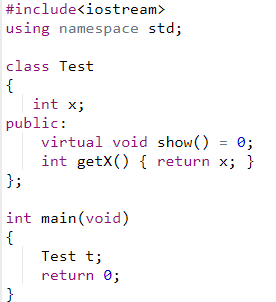 #include<iostream>
using namespace std;
class Test
{
int x;
public:
virtual void show() = 0;
int getX() { return x; }
};
int main(void)
{
Test t;
return 0;
}